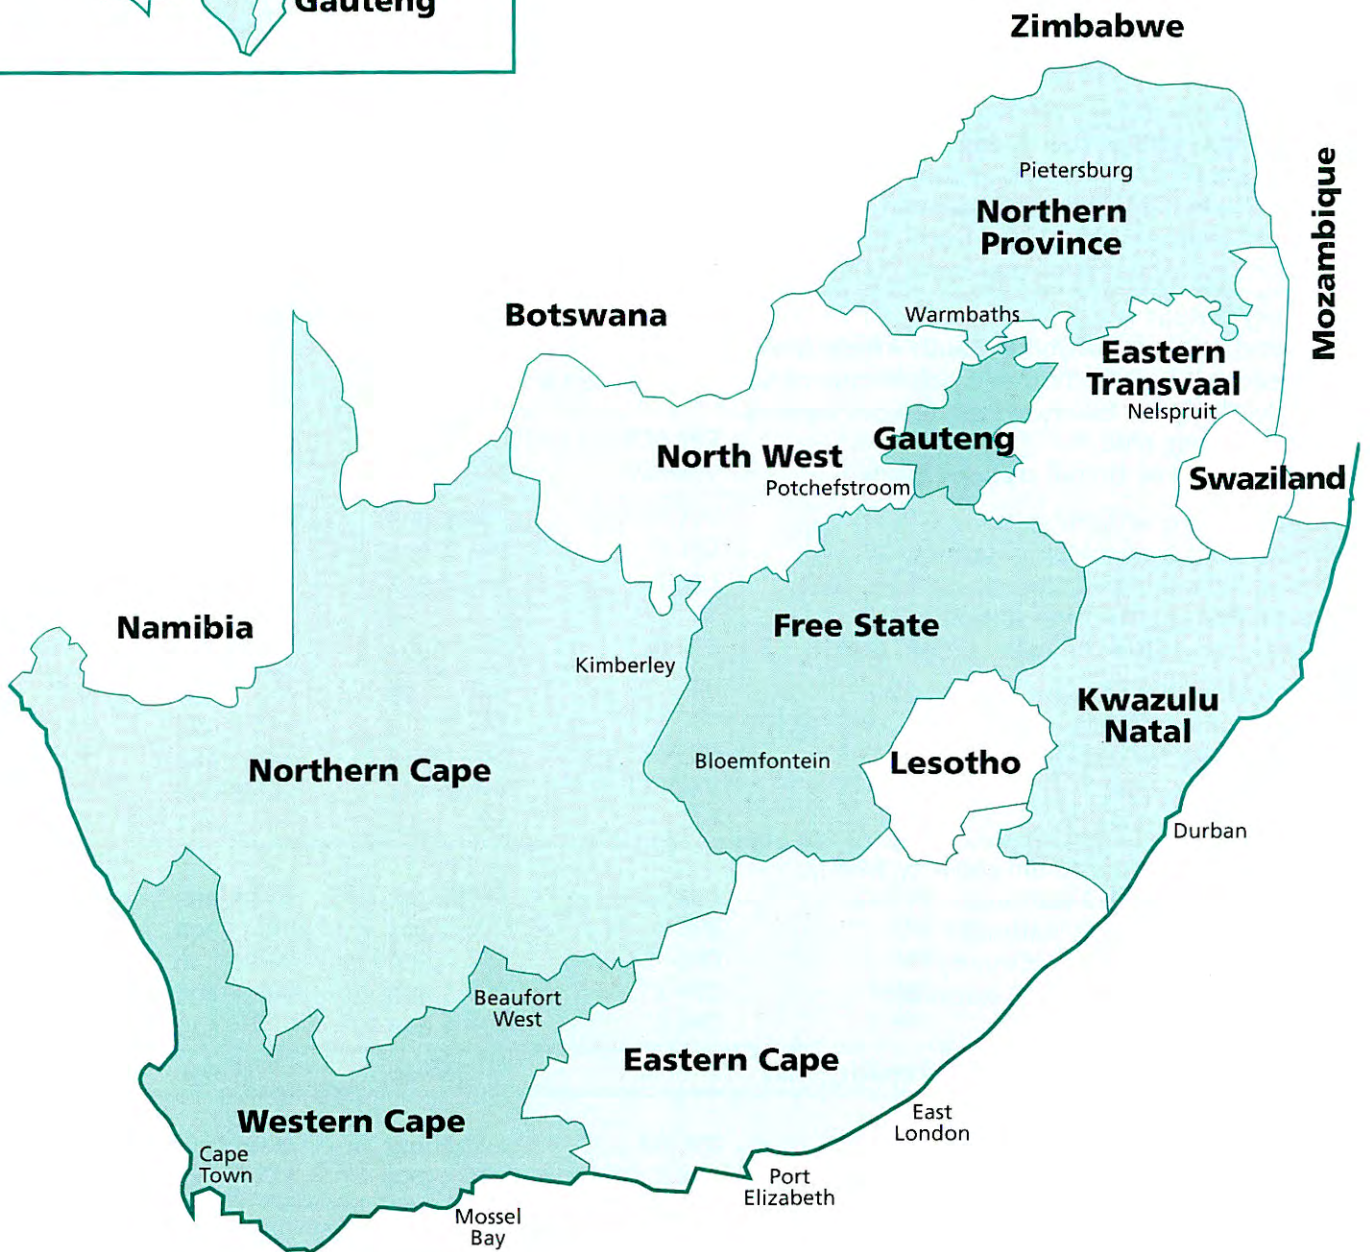 Gauteng
Zimbabwe
Mozambique
Pietersburg
Northern
Province
Botswana
Warmbaths
Eastern
Transvaal
Nelspruit
Gauteng
North West
Potchefstroom
Swaziland
Namibia
Free State
Kimberley
Kwazulu
Natal
Northern Cape
Bloemfontein
Lesotho
Durban
Beaufort
West
Eastern Cape
Western Cape
East
London
Cape
Town
Port
Elizabeth
Mossel
Bay